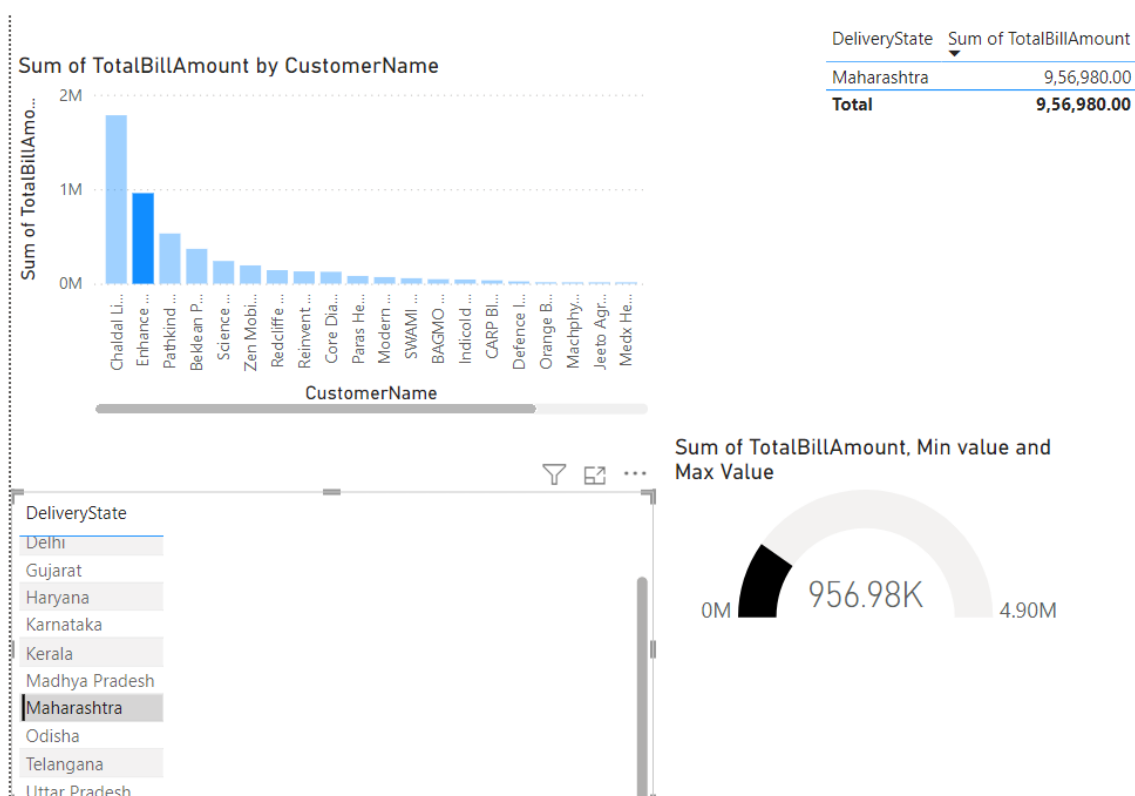 Sum of TotalBillAmount by CustomerName
Sum of TotalBillAmo...
2M
1M
0M
Chaldal Li...
Enhance ...
Pathkind ...
Beldean P...
Science ...
Zen Mobi...
Redcliffe ...
Reinvent ...
Core Dia...
Paras He...
Modern ...
SWAMI ...
BAGMO ...
Indicold ...
CARP Bl...
Defence I...
Orange B...
Machphy...
Jeeto Agr...
Medx He...
CustomerName
DeliveryState Sum of TotalBillAmount
Maharashtra 9,56,980.00
Total 9,56,980.00
DeliveryState
Delhi
Gujarat
Haryana
Karnataka
Kerala
Madhya Pradesh
Maharashtra
Odisha
Telangana
Uttar Pradesh
Sum of TotalBillAmount, Min value and
Max Value
956.98K
0M
4.90M